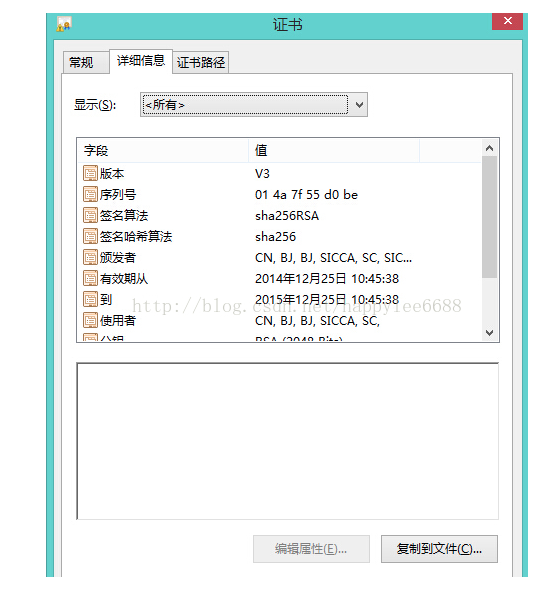 证书
常规 详细信息 证书路径
显示(S): <所有>
字段 值
版本 V3
序列号 01 4a 7f 55 d0 be
签名算法 sha256RSA
签名哈希算法 sha256
颁发者 CN, BJ, BJ, SICCA, SC, SIC...
有效期从 2014年12月25日 10:45:38
到 2015年12月25日 10:45:38
http://blog.csdn.net/happylee6688
使用者 CN, BJ, BJ, SICCA, SC,
公钥 RSA (2048 Bits)
编辑属性(E)... 复制到文件(C)...